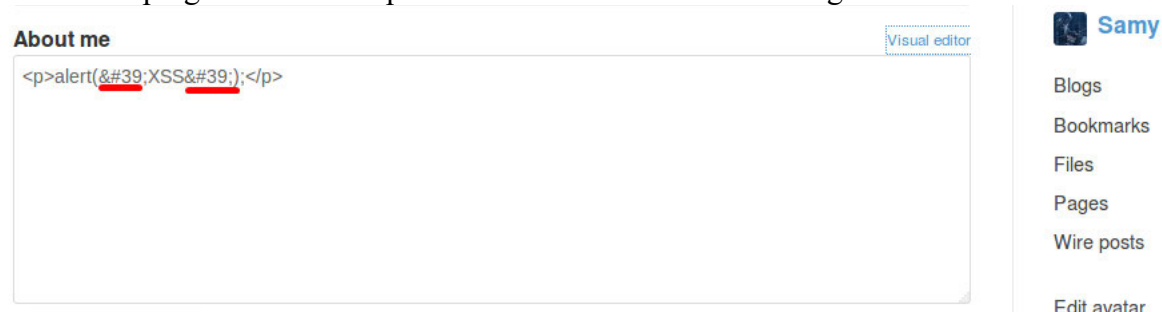 About me
Visual editor
<p>alert(&#39;XSS&#39;);</p>
Samy
Blogs
Bookmarks
Files
Pages
Wire posts
Edit avatar